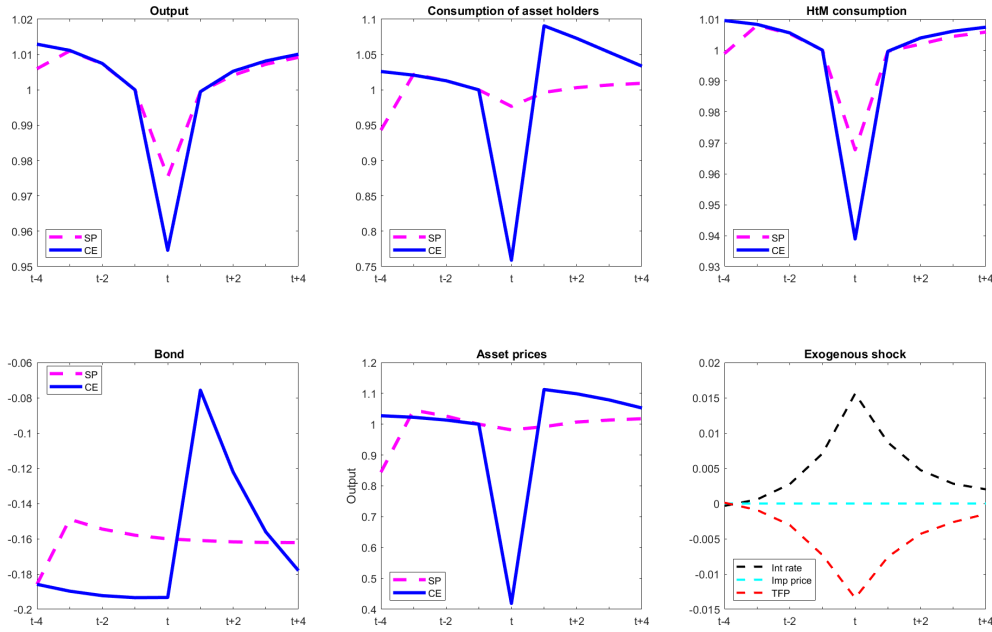 Output
1.02
1.01
1
0.99
0.98
0.97
0.96
0.95
SP
CE
t-4 t-2 t t+2 t+4
Consumption of asset holders
1.1
1.05
1
0.95
0.9
0.85
0.8
0.75
SP
CE
t-4 t-2 t t+2 t+4
HtM consumption
1.01
1
0.99
0.98
0.97
0.96
0.95
0.94
0.93
SP
CE
t-4 t-2 t t+2 t+4
Bond
-0.06
-0.08
-0.1
-0.12
-0.14
-0.16
-0.18
-0.2
SP
CE
t-4 t-2 t t+2 t+4
Asset prices
Output
1.2
1.1
1
0.9
0.8
0.7
0.6
0.5
0.4
SP
CE
t-4 t-2 t t+2 t+4
Exogenous shock
0.02
0.015
0.01
0.005
0
-0.005
-0.01
-0.015
Int rate
Imp price
TFP
t-4 t-2 t t+2 t+4